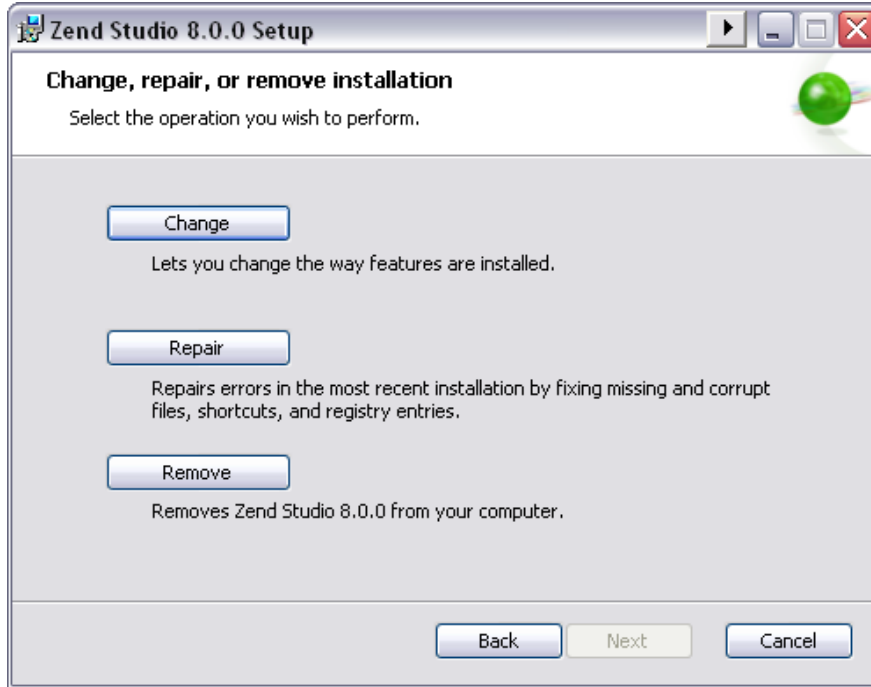 Zend Studio 8.0.0 Setup
Change, repair, or remove installation
Select the operation you wish to perform.
Change
Lets you change the way features are installed.
Repair
Repairs errors in the most recent installation by fixing missing and corrupt
files, shortcuts, and registry entries.
Remove
Removes Zend Studio 8.0.0 from your computer.
Back Next Cancel